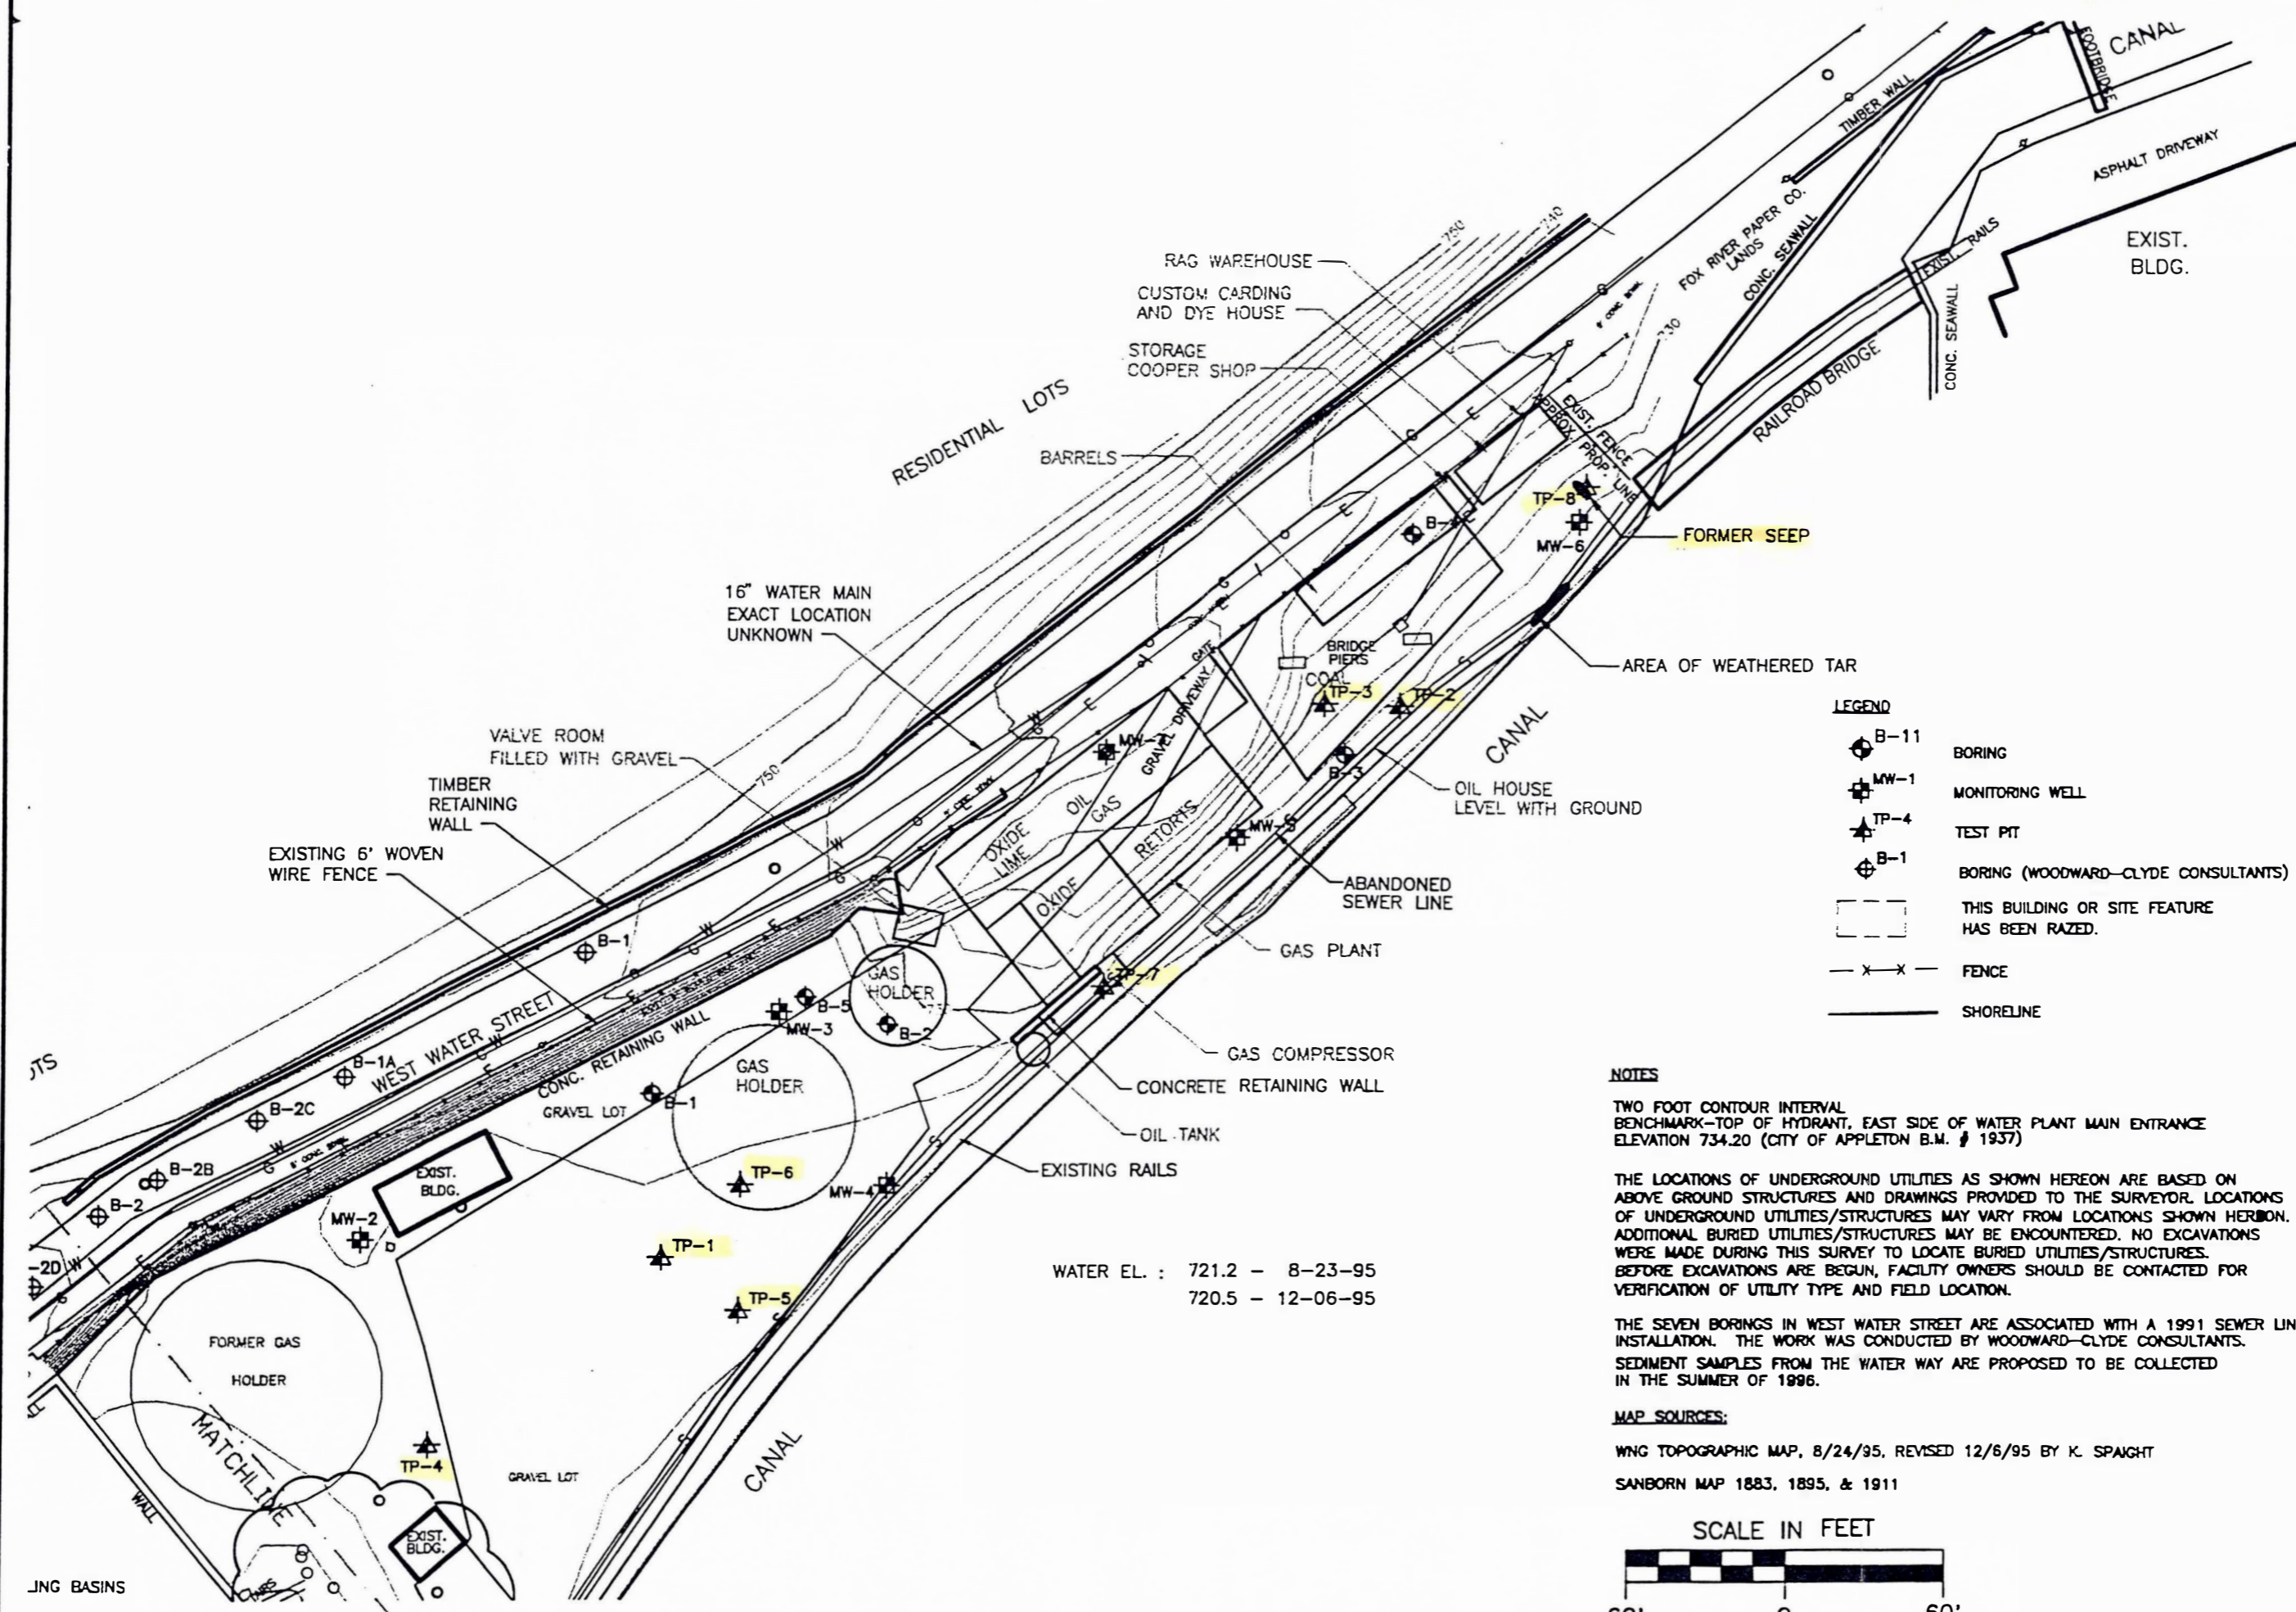 CANAL
FOOTBRIDGE
TIMBER WALL
ASPHALT DRIVEWAY
FOX RIVER PAPER CO.
LANDS
CONC. SEAWALL
EXIST.
RAILS
EXIST.
BLDG.
CONC. SEAWALL
RAILROAD BRIDGE
750
740
RAG WAREHOUSE
CUSTOM CARDING
AND DYE HOUSE
STORAGE
COOPER SHOP
RESIDENTIAL LOTS
BARRELS
EXIST. FENCE
APPROX PROP. LINE
TP-8
MW-6
FORMER SEEP
16" WATER MAIN
EXACT LOCATION
UNKNOWN
AREA OF WEATHERED TAR
BRIDGE
PIERS
COAL
TP-3
TP-2
GATE
GRAVEL DRIVEWAY
CANAL
B-3
VALVE ROOM
FILLED WITH GRAVEL
750
TIMBER
RETAINING
WALL
OIL HOUSE
LEVEL WITH GROUND
OIL
GAS
OXIDE
LIME
RETORTS
MW-5
EXISTING 6' WOVEN
WIRE FENCE
ABANDONED
SEWER LINE
OXIDE
GAS PLANT
B-1
GAS
HOLDER
TP-7
B-5
MW-3
B-2
WEST WATER STREET
CONC. RETAINING WALL
GAS COMPRESSOR
B-1A
GAS
HOLDER
CONCRETE RETAINING WALL
B-2C
GRAVEL LOT
B-1
OIL TANK
B-2B
EXIST.
BLDG.
TP-6
MW-4
EXISTING RAILS
B-2
MW-2
TP-1
-2D
TP-5
WATER EL. : 721.2 - 8-23-95
720.5 - 12-06-95
FORMER GAS
HOLDER
MATCHLINE
TP-4
GRAVEL LOT
CANAL
WALL
EXIST.
BLDG.
LEGEND
B-11 BORING
MW-1 MONITORING WELL
TP-4 TEST PIT
B-1 BORING (WOODWARD-CLYDE CONSULTANTS)
THIS BUILDING OR SITE FEATURE
HAS BEEN RAZED.
FENCE
SHORELINE
NOTES
TWO FOOT CONTOUR INTERVAL
BENCHMARK-TOP OF HYDRANT, EAST SIDE OF WATER PLANT MAIN ENTRANCE
ELEVATION 734.20 (CITY OF APPLETON B.M. # 1937)
THE LOCATIONS OF UNDERGROUND UTILITIES AS SHOWN HEREON ARE BASED ON
ABOVE GROUND STRUCTURES AND DRAWINGS PROVIDED TO THE SURVEYOR. LOCATIONS
OF UNDERGROUND UTILITIES/STRUCTURES MAY VARY FROM LOCATIONS SHOWN HEREON.
ADDITIONAL BURIED UTILITIES/STRUCTURES MAY BE ENCOUNTERED. NO EXCAVATIONS
WERE MADE DURING THIS SURVEY TO LOCATE BURIED UTILITIES/STRUCTURES.
BEFORE EXCAVATIONS ARE BEGUN, FACILITY OWNERS SHOULD BE CONTACTED FOR
VERIFICATION OF UTILITY TYPE AND FIELD LOCATION.
THE SEVEN BORINGS IN WEST WATER STREET ARE ASSOCIATED WITH A 1991 SEWER LIN
INSTALLATION. THE WORK WAS CONDUCTED BY WOODWARD-CLYDE CONSULTANTS.
SEDIMENT SAMPLES FROM THE WATER WAY ARE PROPOSED TO BE COLLECTED
IN THE SUMMER OF 1996.
MAP SOURCES:
WNG TOPOGRAPHIC MAP, 8/24/95, REVISED 12/6/95 BY K. SPAIGHT
SANBORN MAP 1883, 1895, & 1911
SCALE IN FEET
60' 0 60'
BASINS